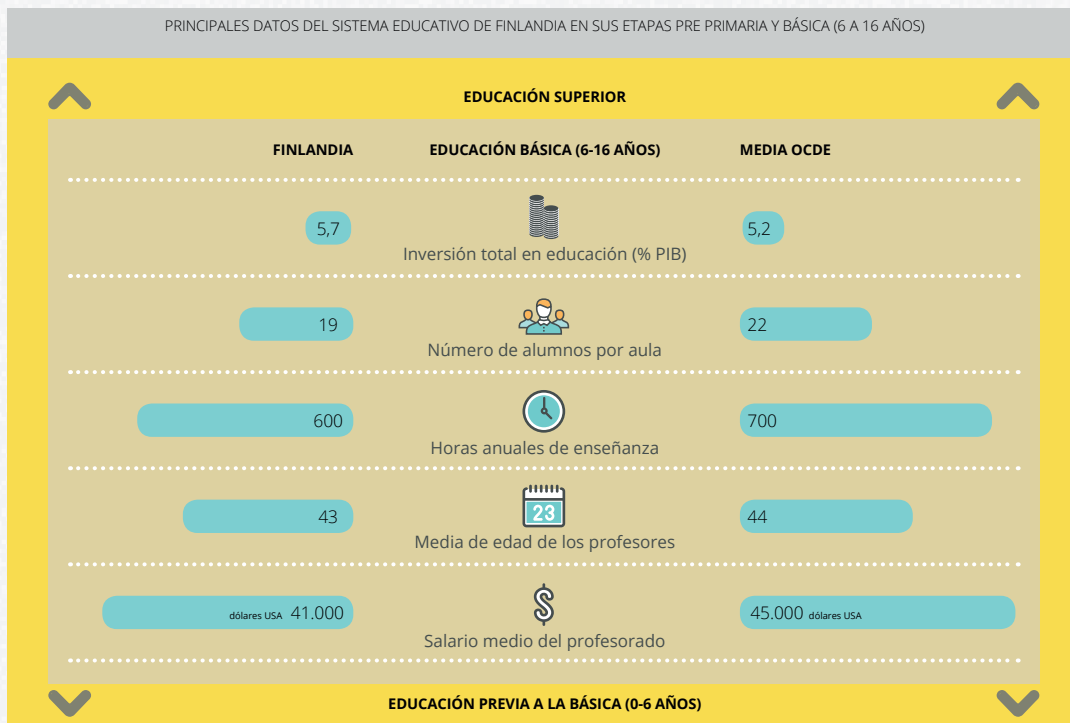 PRINCIPALES DATOS DEL SISTEMA EDUCATIVO DE FINLANDIA EN SUS ETAPAS PRE PRIMARIA Y BÁSICA (6 A 16 AÑOS)
EDUCACIÓN SUPERIOR
FINLANDIA EDUCACIÓN BÁSICA (6-16 AÑOS) MEDIA OCDE
5,7 5,2
Inversión total en educación (% PIB)
19 22
Número de alumnos por aula
600 700
Horas anuales de enseñanza
43 23 44
Media de edad de los profesores
dólares USA 41.000 $ 45.000 dólares USA
Salario medio del profesorado
EDUCACIÓN PREVIA A LA BÁSICA (0-6 AÑOS)